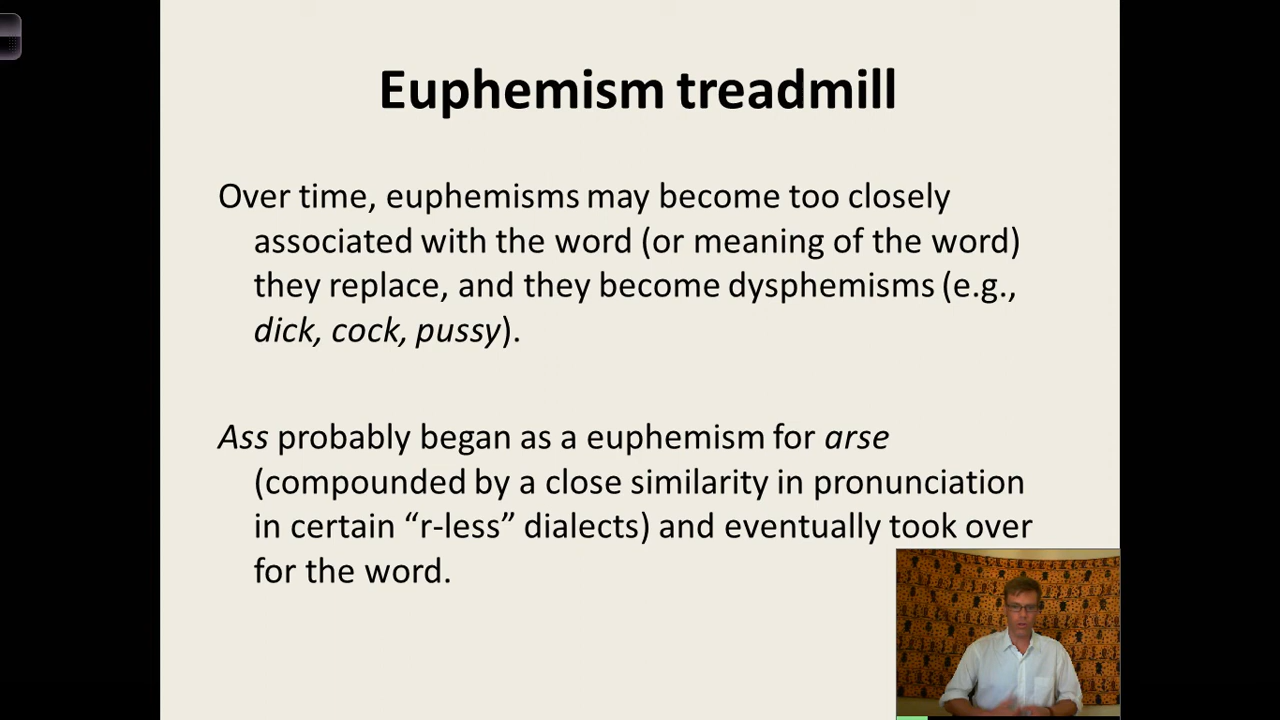 Euphemism treadmill
Over time, euphemisms may become too closely
associated with the word (or meaning of the word)
they replace, and they become dysphemisms (e.g.,
dick, cock, pussy).
Ass probably began as a euphemism for arse
(compounded by a close similarity in pronunciation
in certain “r-less” dialects) and eventually took over
for the word.